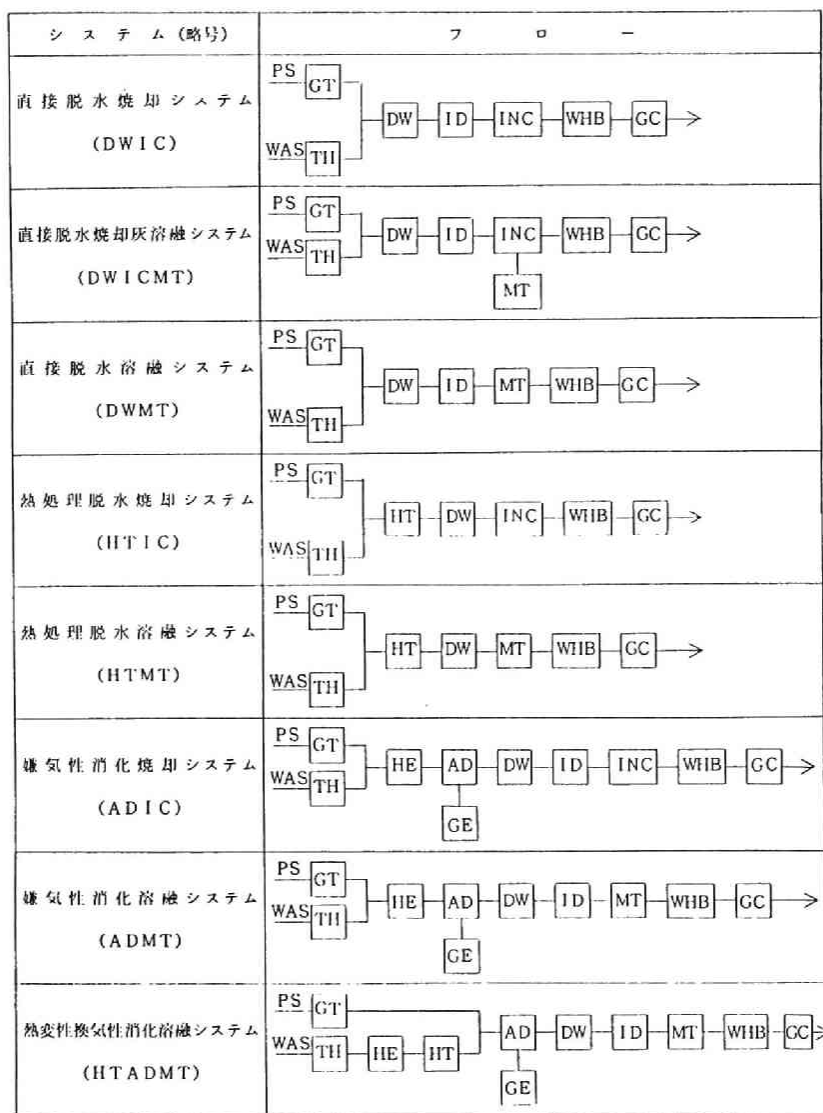 システム(略号)
フロー
直接脱水焼却システム
(DWIC)
PS GT
WAS TH
DW ID INC WHB GC
直接脱水焼却灰溶融システム
(DWICMT)
PS GT
WAS TH
DW ID INC WHB GC
MT
直接脱水溶融システム
(DWMT)
PS GT
WAS TH
DW ID MT WHB GC
熱処理脱水焼却システム
(HTIC)
PS GT
WAS TH
HT DW INC WHB GC
熱処理脱水溶融システム
(HTMT)
PS GT
WAS TH
HT DW MT WHB GC
嫌気性消化焼却システム
(ADIC)
PS GT
WAS TH
HE AD DW ID INC WHB GC
GE
嫌気性消化溶融システム
(ADMT)
PS GT
WAS TH
HE AD DW ID MT WHB GC
GE
熱変性換気性消化溶融システム
(HTADMT)
PS GT
WAS TH HE HT
AD DW ID MT WHB GC
GE